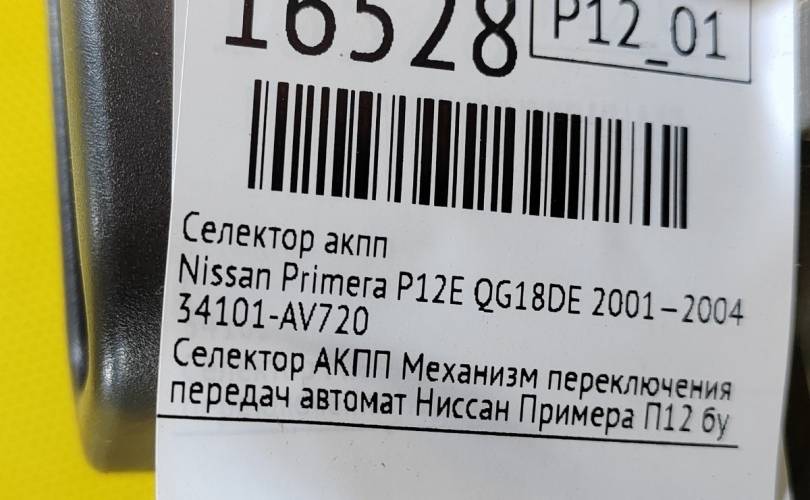 16528
P12_01
Селектор акпп
Nissan Primera P12E QG18DE 2001-2004
34101-AV720
Селектор АКПП Механизм переключения
передач автомат Ниссан Примера П12 бу